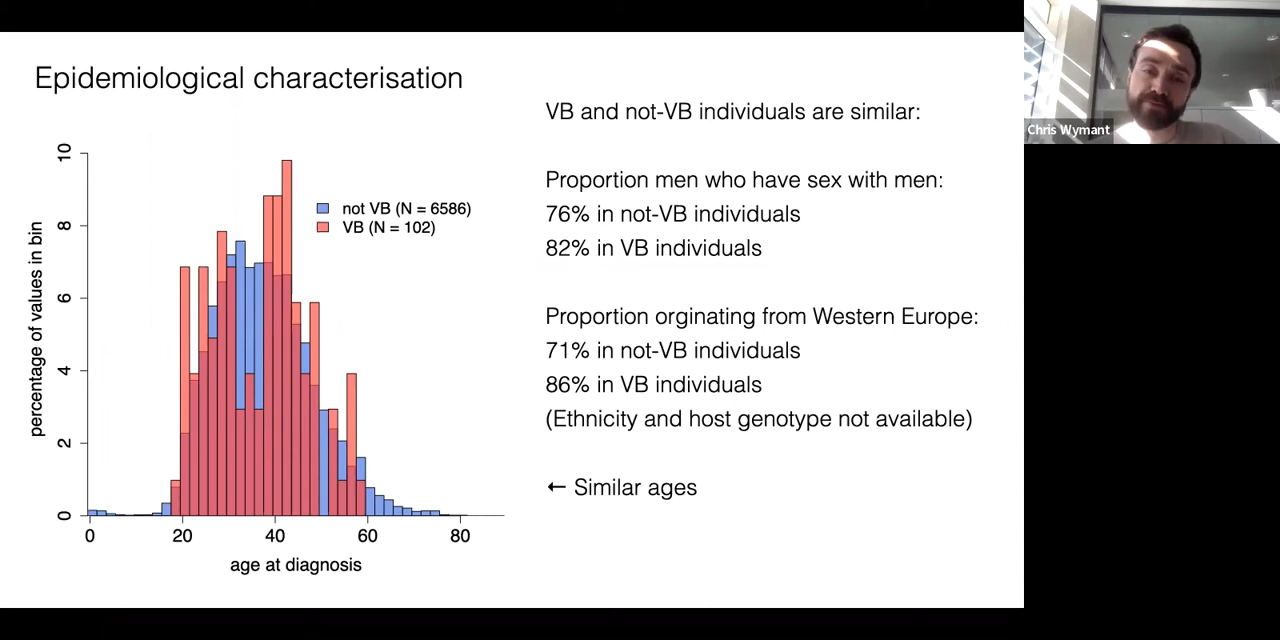 Epidemiological characterisation
VB and not-VB individuals are similar:
Proportion men who have sex with men:
76% in not-VB individuals
82% in VB individuals
Proportion orginating from Western Europe:
71% in not-VB individuals
86% in VB individuals
(Ethnicity and host genotype not available)
← Similar ages
percentage of values in bin
10
8
6
4
2
0
not VB (N = 6586)
VB (N = 102)
0 20 40 60 80
age at diagnosis
Chris Wymant